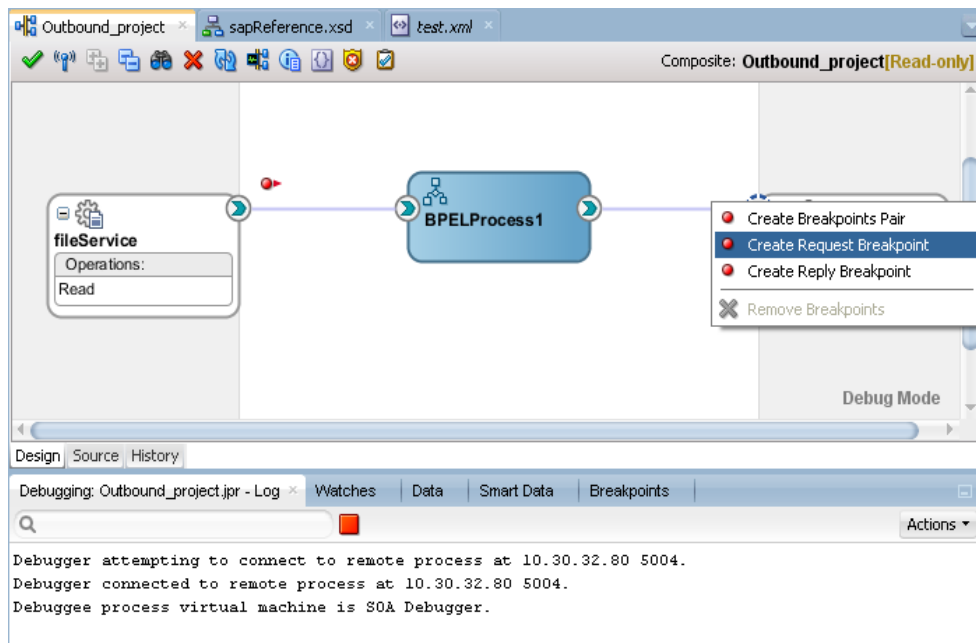 Outbound_project sapReference.xsd test.xml
Composite: Outbound_project[Read-only]
fileService
Operations:
Read
BPELProcess1
Create Breakpoints Pair
Create Request Breakpoint
Create Reply Breakpoint
Remove Breakpoints
Debug Mode
Design Source History
Debugging: Outbound_project.jpr - Log Watches Data Smart Data Breakpoints
Actions
Debugger attempting to connect to remote process at 10.30.32.80 5004.
Debugger connected to remote process at 10.30.32.80 5004.
Debuggee process virtual machine is SOA Debugger.